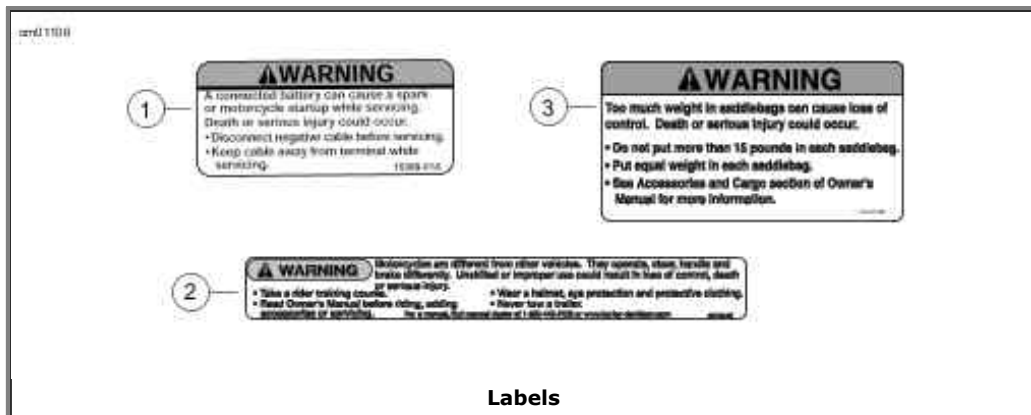 1
WARNING
A connected battery can cause a spark
or motorcycle startup while servicing.
Death or serious injury could occur.
•Disconnect negative cable before servicing.
•Keep cable away from terminal while
servicing.
3
WARNING
Too much weight in saddlebags can cause loss of
control. Death or serious injury could occur.
• Do not put more than 15 pounds in each saddlebag.
• Put equal weight in each saddlebag.
• See Accessories and Cargo section of Owner's
Manual for more information.
2
WARNING
Motorcycles are different from other vehicles. They operate, steer, handle and
brake differently. Unskilled or improper use could result in loss of control, death
or serious injury.
• Take a rider training course.
• Read Owner's Manual before riding, adding
accessories or servicing.
• Wear a helmet, eye protection and protective clothing.
• Never tow a trailer.
Labels